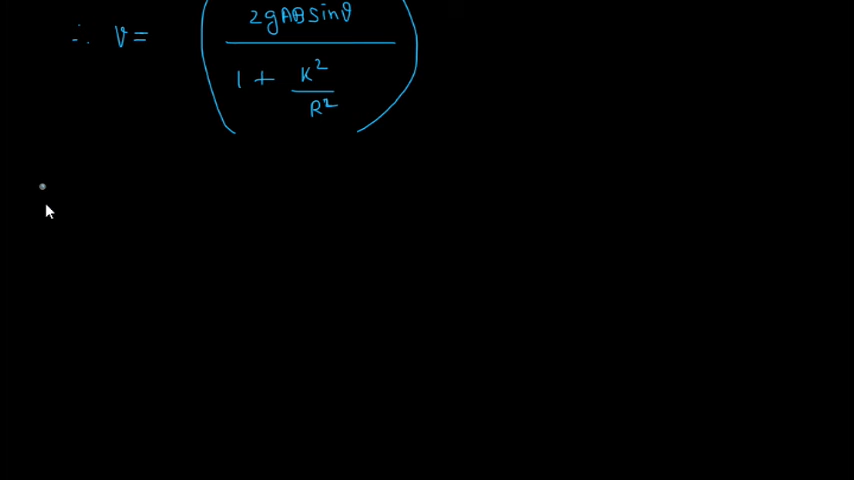 ∴ v = ( 2gABsinθ
1 + K²
R² )